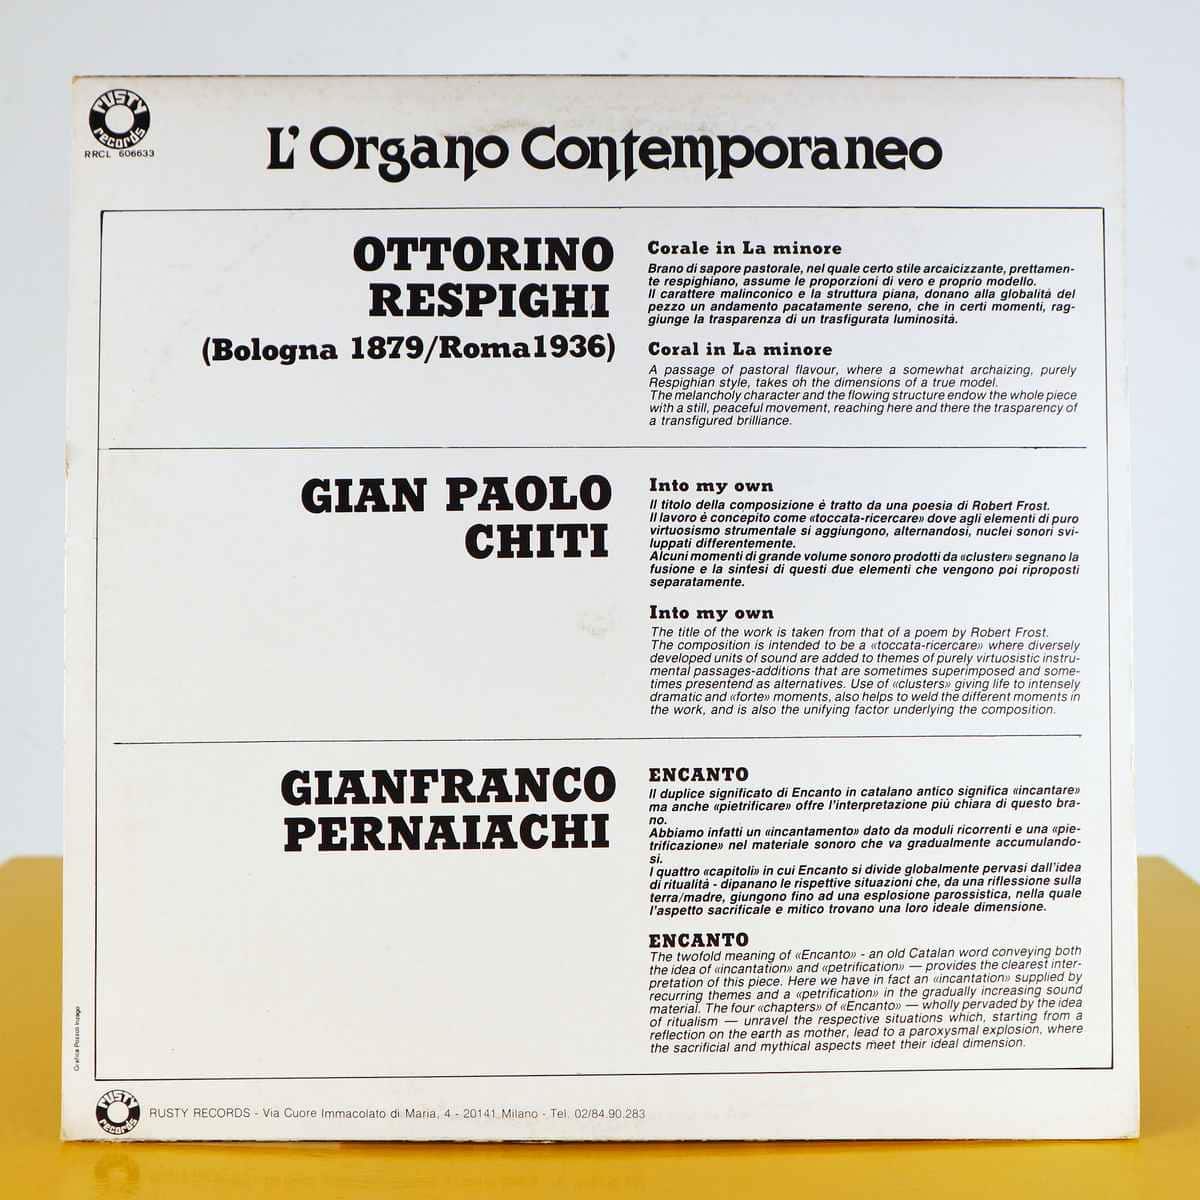 RUSTY
records
RRCL 606633
L'Organo Contemporaneo
OTTORINO
RESPIGHI
(Bologna 1879/Roma1936)
Corale in La minore
Brano di sapore pastorale, nel quale certo stile arcaicizzante, prettamen-
te respighiano, assume le proporzioni di vero e proprio modello.
Il carattere malinconico e la struttura piana, donano alla globalità del
pezzo un andamento pacatamente sereno, che in certi momenti, rag-
giunge la trasparenza di un trasfigurata luminosità.
Coral in La minore
A passage of pastoral flavour, where a somewhat archaizing, purely
Respighian style, takes oh the dimensions of a true model.
The melancholy character and the flowing structure endow the whole piece
with a still, peaceful movement, reaching here and there the trasparency of
a transfigured brilliance.
GIAN PAOLO
CHITI
Into my own
Il titolo della composizione è tratto da una poesia di Robert Frost.
Il lavoro è concepito come «toccata-ricercare» dove agli elementi di puro
virtuosismo strumentale si aggiungono, alternandosi, nuclei sonori svi-
luppati differentemente.
Alcuni momenti di grande volume sonoro prodotti da «cluster» segnano la
fusione e la sintesi di questi due elementi che vengono poi riproposti
separatamente.
Into my own
The title of the work is taken from that of a poem by Robert Frost.
The composition is intended to be a «toccata-ricercare» where diversely
developed units of sound are added to themes of purely virtuosistic instru-
mental passages-additions that are sometimes superimposed and some-
times presentend as alternatives. Use of «clusters» giving life to intensely
dramatic and «forte» moments, also helps to weld the different moments in
the work, and is also the unifying factor underlying the composition.
GIANFRANCO
PERNAIACHI
ENCANTO
Il duplice significato di Encanto in catalano antico significa «incantare»
ma anche «pietrificare» offre l'interpretazione più chiara di questo bra-
no.
Abbiamo infatti un «incantamento» dato da moduli ricorrenti e una «pie-
trificazione» nel materiale sonoro che va gradualmente accumulando-
si.
I quattro «capitoli» in cui Encanto si divide globalmente pervasi dall'idea
di ritualità - dipanano le rispettive situazioni che, da una riflessione sulla
terra/madre, giungono fino ad una esplosione parossistica, nella quale
l'aspetto sacrificale e mitico trovano una loro ideale dimensione.
ENCANTO
The twofold meaning of «Encanto» - an old Catalan word conveying both
the idea of «incantation» and «petrification» — provides the clearest inter-
pretation of this piece. Here we have in fact an «incantation» supplied by
recurring themes and a «petrification» in the gradually increasing sound
material. The four «chapters» of «Encanto» — wholly pervaded by the idea
of ritualism — unravel the respective situations which, starting from a
reflection on the earth as mother, lead to a paroxysmal explosion, where
the sacrificial and mythical aspects meet their ideal dimension.
Grafica Pozzoli Inzago
RUSTY
records
RUSTY RECORDS - Via Cuore Immacolato di Maria, 4 - 20141 Milano - Tel. 02/84.90.283